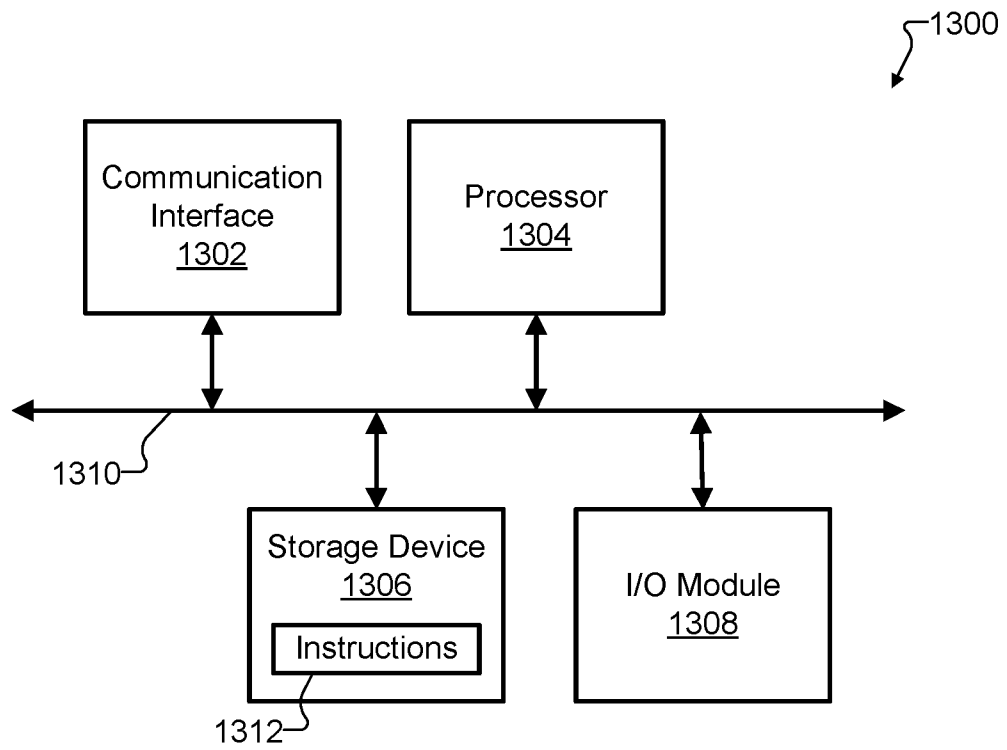 1300
Communication
Interface
1302
Processor
1304
1310
Storage Device
1306
Instructions
1312
I/O Module
1308